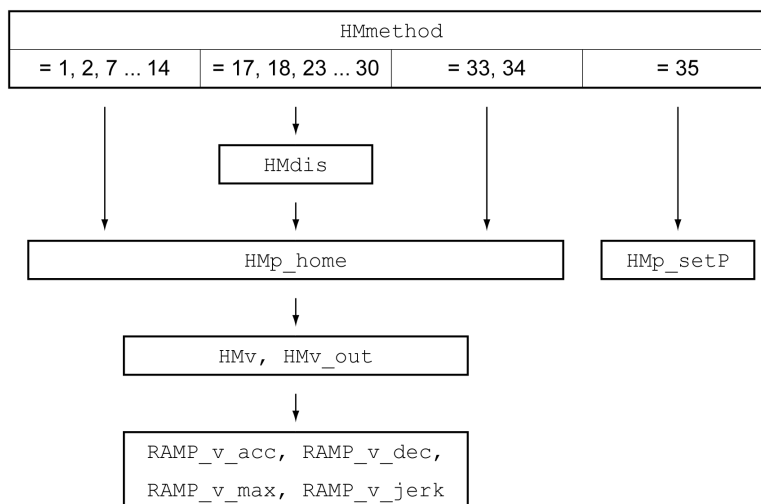 HMmethod
= 1, 2, 7 ... 14
= 17, 18, 23 ... 30
= 33, 34
= 35
HMdis
HMp_home
HMp_setP
HMv, HMv_out
RAMP_v_acc, RAMP_v_dec,
RAMP_v_max, RAMP_v_jerk